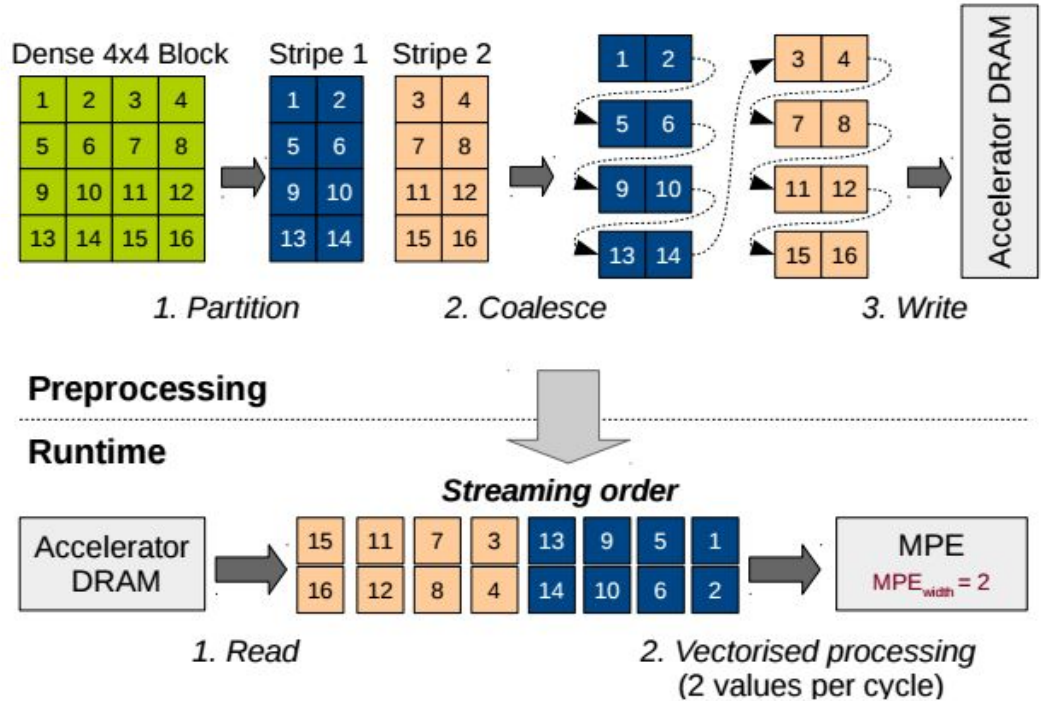 Dense 4x4 Block
Stripe 1
Stripe 2
1 2 3 4
5 6 7 8
9 10 11 12
13 14 15 16
1 2
5 6
9 10
13 14
3 4
7 8
11 12
15 16
1 2
5 6
9 10
13 14
3 4
7 8
11 12
15 16
Accelerator DRAM
1. Partition
2. Coalesce
3. Write
Preprocessing
Runtime
Streaming order
Accelerator
DRAM
15 11 7 3 13 9 5 1
16 12 8 4 14 10 6 2
MPE
MPEwidth = 2
1. Read
2. Vectorised processing
(2 values per cycle)